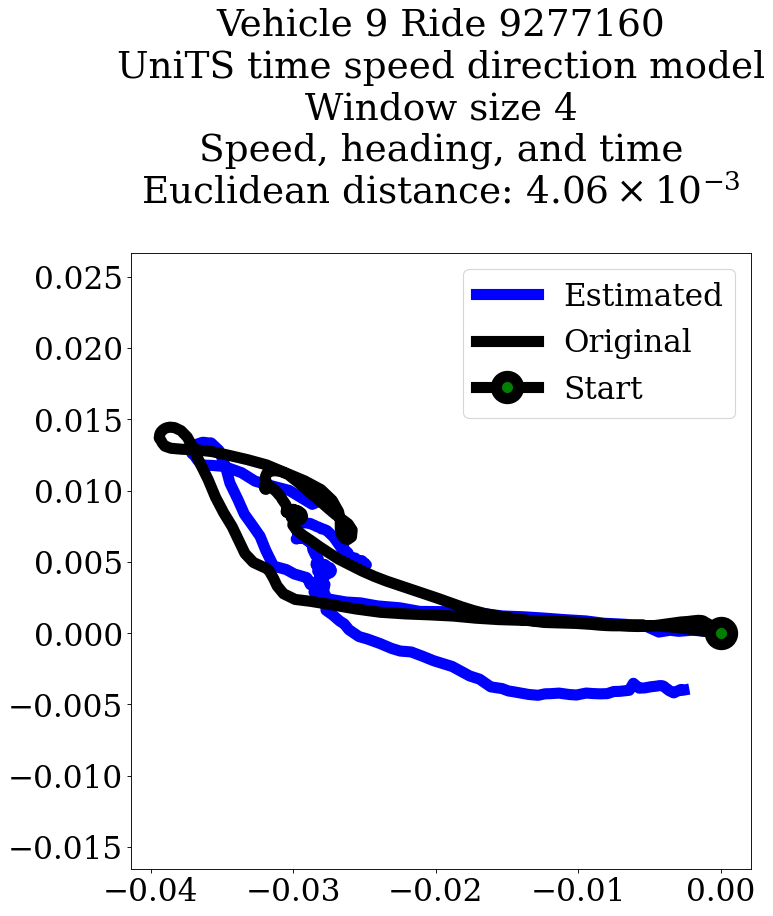 Vehicle 9 Ride 9277160
UniTS time speed direction model
Window size 4
Speed, heading, and time
Euclidean distance: 4.06 × 10⁻³
Estimated
Original
Start
0.025
0.020
0.015
0.010
0.005
0.000
−0.005
−0.010
−0.015
−0.04 −0.03 −0.02 −0.01 0.00